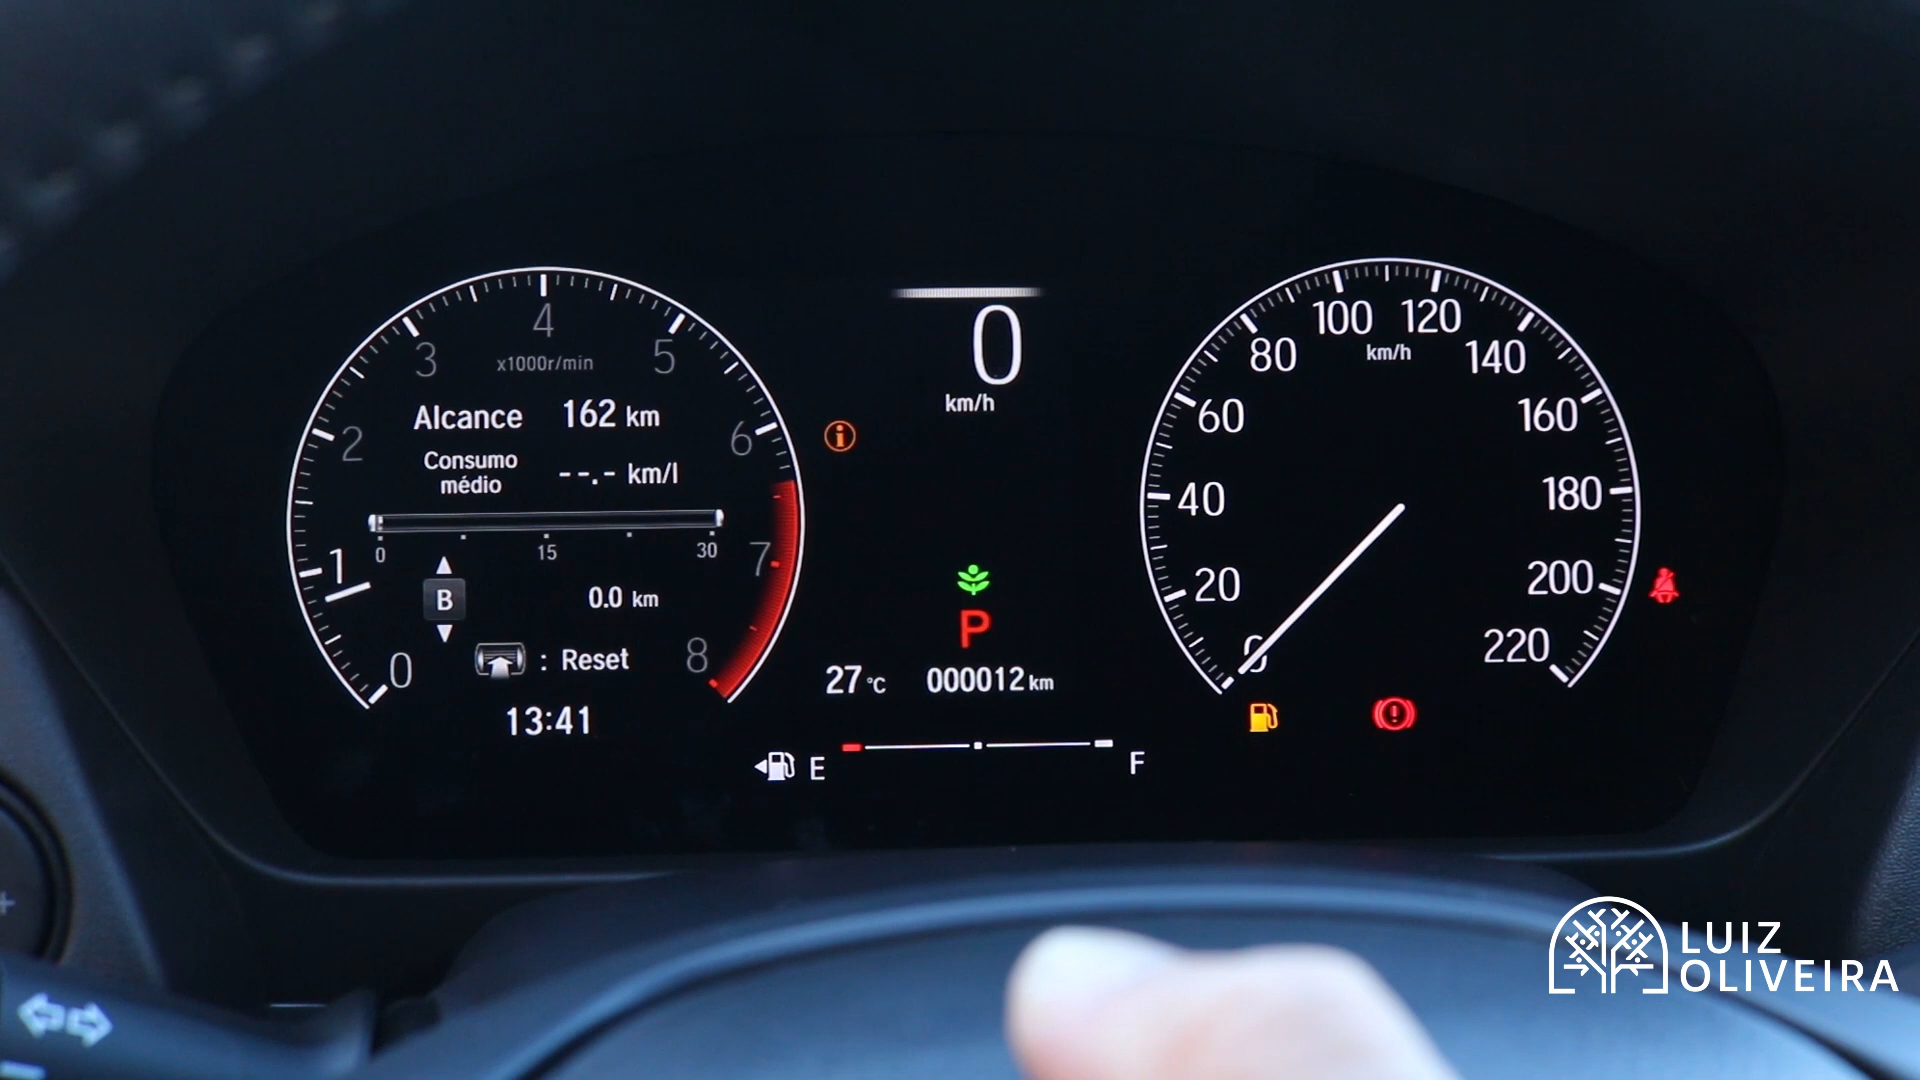 4
3
5
x1000r/min
Alcance 162 km
2
6
Consumo
médio
--.- km/l
0
15
30
1
7
B
0.0 km
: Reset
8
0
13:41
0
km/h
P
27 °C
000012 km
E
F
100
120
km/h
80
140
60
160
40
180
20
200
0
220
LUIZ
OLIVEIRA